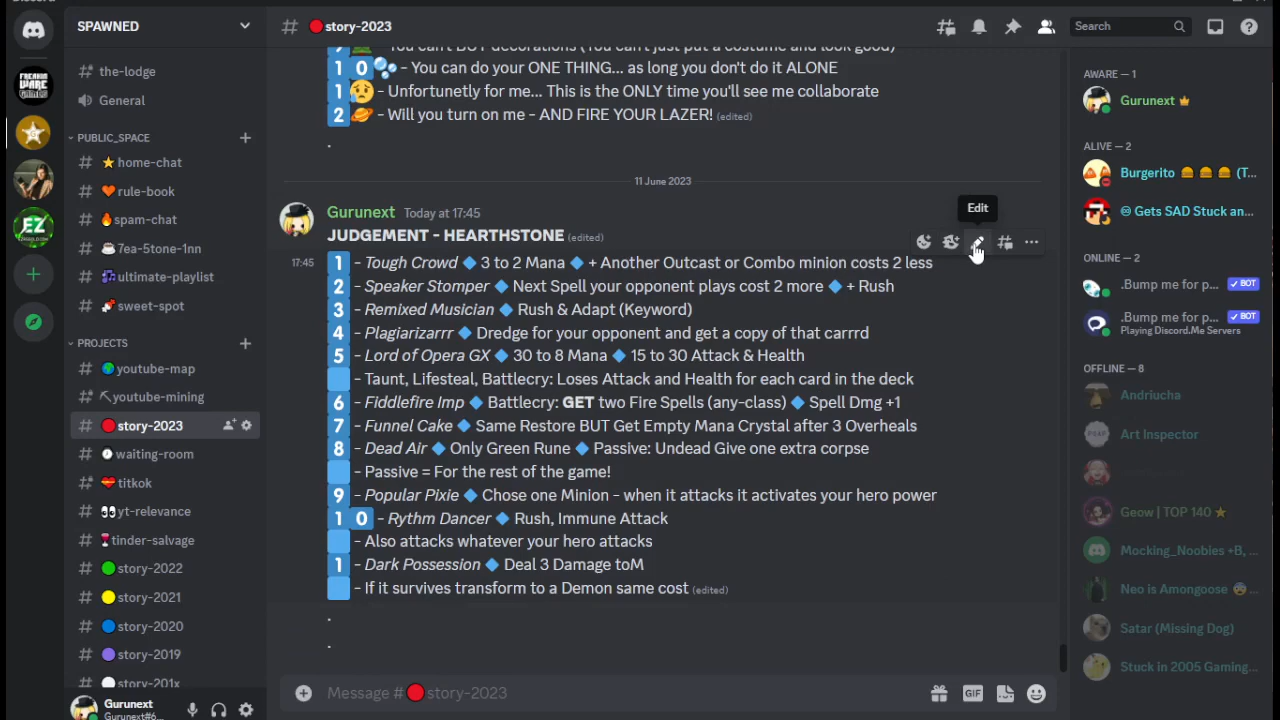 SPAWNED
the-lodge
General
PUBLIC_SPACE
home-chat
rule-book
spam-chat
7ea-5tone-1nn
ultimate-playlist
sweet-spot
PROJECTS
youtube-map
youtube-mining
story-2023
waiting-room
titkok
yt-relevance
tinder-salvage
story-2022
story-2021
story-2020
story-2019
story-201x
Gurunext
Gurunext#6...
FREAKIN
WARE
GAMING
EZ
story-2023
Search
1 0 - You can do your ONE THING... as long you don't do it ALONE
1 - Unfortunetly for me... This is the ONLY time you'll see me collaborate
2 - Will you turn on me - AND FIRE YOUR LAZER! (edited)
.
11 June 2023
Gurunext Today at 17:45
Edit
JUDGEMENT - HEARTHSTONE (edited)
17:45 1 - Tough Crowd 🔹 3 to 2 Mana 🔹 + Another Outcast or Combo minion costs 2 less
2 - Speaker Stomper 🔹 Next Spell your opponent plays cost 2 more 🔹 + Rush
3 - Remixed Musician 🔹 Rush & Adapt (Keyword)
4 - Plagiarizarrr 🔹 Dredge for your opponent and get a copy of that carrrd
5 - Lord of Opera GX 🔹 30 to 8 Mana 🔹 15 to 30 Attack & Health
- Taunt, Lifesteal, Battlecry: Loses Attack and Health for each card in the deck
6 - Fiddlefire Imp 🔹 Battlecry: GET two Fire Spells (any-class) 🔹 Spell Dmg +1
7 - Funnel Cake 🔹 Same Restore BUT Get Empty Mana Crystal after 3 Overheals
8 - Dead Air 🔹 Only Green Rune 🔹 Passive: Undead Give one extra corpse
- Passive = For the rest of the game!
9 - Popular Pixie 🔹 Chose one Minion - when it attacks it activates your hero power
1 0 - Rythm Dancer 🔹 Rush, Immune Attack
- Also attacks whatever your hero attacks
1 - Dark Possession 🔹 Deal 3 Damage toM
- If it survives transform to a Demon same cost (edited)
.
.
Message # story-2023
GIF
AWARE — 1
Gurunext
ALIVE — 2
Burgerito 🍔 🍔 🍔 (T...
♾ Gets SAD Stuck an...
ONLINE — 2
.Bump me for p... ✓ BOT
.Bump me for p... ✓ BOT
Playing Discord.Me Servers
OFFLINE — 8
Andriucha
Art Inspector
Geow | TOP 140
Mocking_Noobies +B, ...
Neo is Amongoose 😨...
Satar (Missing Dog)
Stuck in 2005 Gaming...